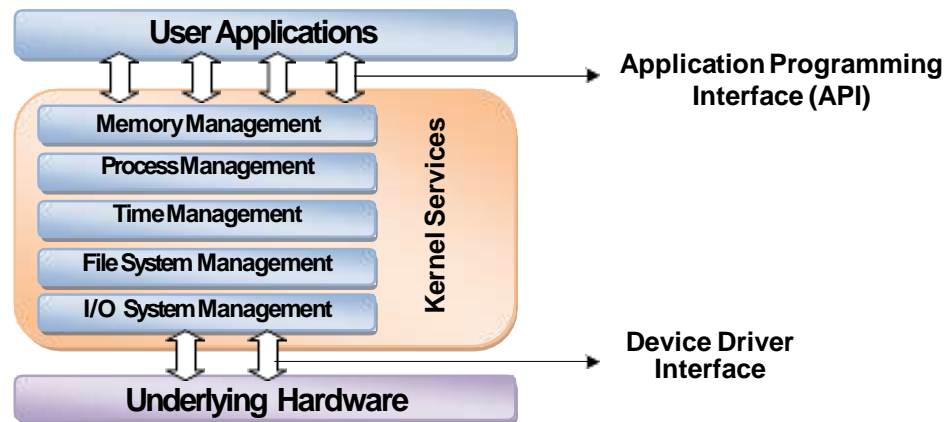 User Applications
Application Programming
Interface (API)
Memory Management
Process Management
Time Management
File System Management
I/O System Management
Kernel Services
Device Driver
Interface
Underlying Hardware